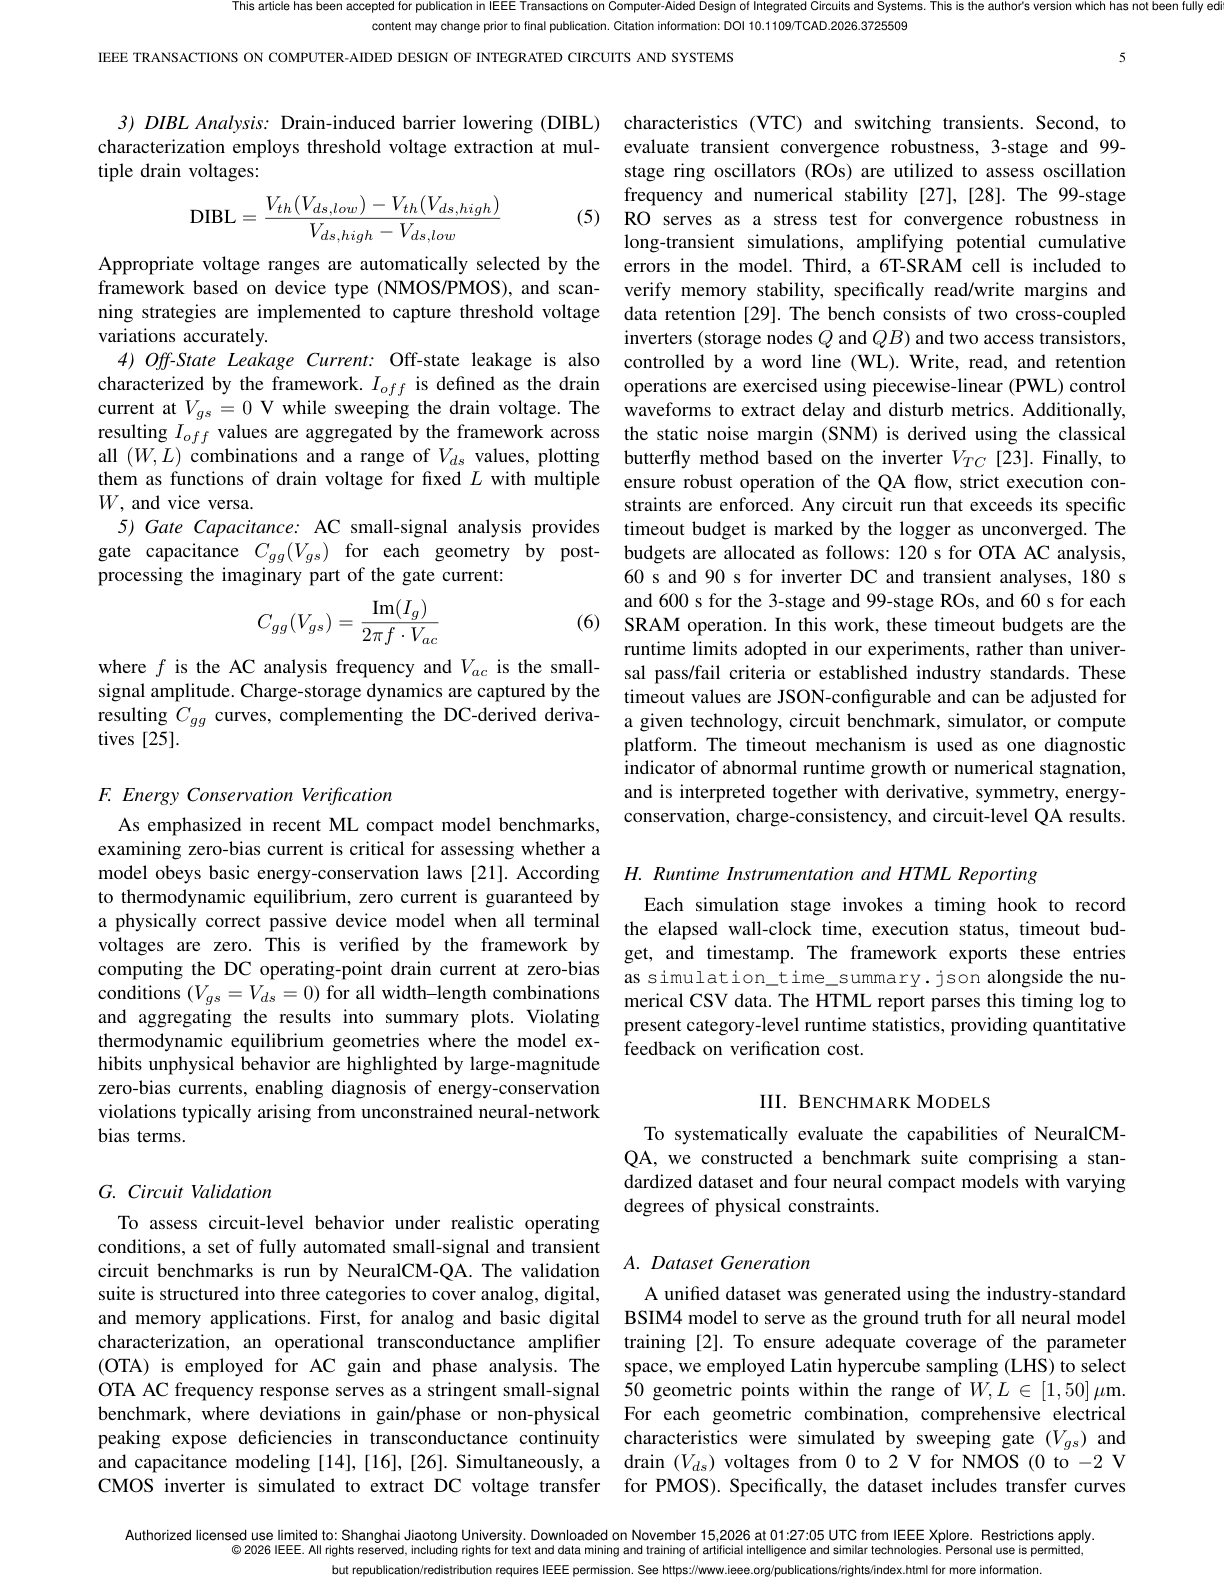 This article has been accepted for publication in IEEE Transactions on Computer-Aided Design of Integrated Circuits and Systems. This is the author's version which has not been fully edi
content may change prior to final publication. Citation information: DOI 10.1109/TCAD.2026.3725509
IEEE TRANSACTIONS ON COMPUTER-AIDED DESIGN OF INTEGRATED CIRCUITS AND SYSTEMS 5
3) DIBL Analysis: Drain-induced barrier lowering (DIBL)
characterization employs threshold voltage extraction at mul-
tiple drain voltages:
DIBL = \frac{V_{th}(V_{ds,low}) − V_{th}(V_{ds,high})}{V_{ds,high} − V_{ds,low}} (5)
Appropriate voltage ranges are automatically selected by the
framework based on device type (NMOS/PMOS), and scan-
ning strategies are implemented to capture threshold voltage
variations accurately.
4) Off-State Leakage Current: Off-state leakage is also
characterized by the framework. I_{off} is defined as the drain
current at V_{gs} = 0 V while sweeping the drain voltage. The
resulting I_{off} values are aggregated by the framework across
all (W, L) combinations and a range of V_{ds} values, plotting
them as functions of drain voltage for fixed L with multiple
W, and vice versa.
5) Gate Capacitance: AC small-signal analysis provides
gate capacitance C_{gg}(V_{gs}) for each geometry by post-
processing the imaginary part of the gate current:
C_{gg}(V_{gs}) = \frac{Im(I_g)}{2πf · V_{ac}} (6)
where f is the AC analysis frequency and V_{ac} is the small-
signal amplitude. Charge-storage dynamics are captured by the
resulting C_{gg} curves, complementing the DC-derived deriva-
tives [25].
F. Energy Conservation Verification
As emphasized in recent ML compact model benchmarks,
examining zero-bias current is critical for assessing whether a
model obeys basic energy-conservation laws [21]. According
to thermodynamic equilibrium, zero current is guaranteed by
a physically correct passive device model when all terminal
voltages are zero. This is verified by the framework by
computing the DC operating-point drain current at zero-bias
conditions (V_{gs} = V_{ds} = 0) for all width–length combinations
and aggregating the results into summary plots. Violating
thermodynamic equilibrium geometries where the model ex-
hibits unphysical behavior are highlighted by large-magnitude
zero-bias currents, enabling diagnosis of energy-conservation
violations typically arising from unconstrained neural-network
bias terms.
G. Circuit Validation
To assess circuit-level behavior under realistic operating
conditions, a set of fully automated small-signal and transient
circuit benchmarks is run by NeuralCM-QA. The validation
suite is structured into three categories to cover analog, digital,
and memory applications. First, for analog and basic digital
characterization, an operational transconductance amplifier
(OTA) is employed for AC gain and phase analysis. The
OTA AC frequency response serves as a stringent small-signal
benchmark, where deviations in gain/phase or non-physical
peaking expose deficiencies in transconductance continuity
and capacitance modeling [14], [16], [26]. Simultaneously, a
CMOS inverter is simulated to extract DC voltage transfer
characteristics (VTC) and switching transients. Second, to
evaluate transient convergence robustness, 3-stage and 99-
stage ring oscillators (ROs) are utilized to assess oscillation
frequency and numerical stability [27], [28]. The 99-stage
RO serves as a stress test for convergence robustness in
long-transient simulations, amplifying potential cumulative
errors in the model. Third, a 6T-SRAM cell is included to
verify memory stability, specifically read/write margins and
data retention [29]. The bench consists of two cross-coupled
inverters (storage nodes Q and QB) and two access transistors,
controlled by a word line (WL). Write, read, and retention
operations are exercised using piecewise-linear (PWL) control
waveforms to extract delay and disturb metrics. Additionally,
the static noise margin (SNM) is derived using the classical
butterfly method based on the inverter V_{TC} [23]. Finally, to
ensure robust operation of the QA flow, strict execution con-
straints are enforced. Any circuit run that exceeds its specific
timeout budget is marked by the logger as unconverged. The
budgets are allocated as follows: 120 s for OTA AC analysis,
60 s and 90 s for inverter DC and transient analyses, 180 s
and 600 s for the 3-stage and 99-stage ROs, and 60 s for each
SRAM operation. In this work, these timeout budgets are the
runtime limits adopted in our experiments, rather than univer-
sal pass/fail criteria or established industry standards. These
timeout values are JSON-configurable and can be adjusted for
a given technology, circuit benchmark, simulator, or compute
platform. The timeout mechanism is used as one diagnostic
indicator of abnormal runtime growth or numerical stagnation,
and is interpreted together with derivative, symmetry, energy-
conservation, charge-consistency, and circuit-level QA results.
H. Runtime Instrumentation and HTML Reporting
Each simulation stage invokes a timing hook to record
the elapsed wall-clock time, execution status, timeout bud-
get, and timestamp. The framework exports these entries
as simulation_time_summary.json alongside the nu-
merical CSV data. The HTML report parses this timing log to
present category-level runtime statistics, providing quantitative
feedback on verification cost.
III. BENCHMARK MODELS
To systematically evaluate the capabilities of NeuralCM-
QA, we constructed a benchmark suite comprising a stan-
dardized dataset and four neural compact models with varying
degrees of physical constraints.
A. Dataset Generation
A unified dataset was generated using the industry-standard
BSIM4 model to serve as the ground truth for all neural model
training [2]. To ensure adequate coverage of the parameter
space, we employed Latin hypercube sampling (LHS) to select
50 geometric points within the range of W, L ∈ [1, 50] μm.
For each geometric combination, comprehensive electrical
characteristics were simulated by sweeping gate (V_{gs}) and
drain (V_{ds}) voltages from 0 to 2 V for NMOS (0 to −2 V
for PMOS). Specifically, the dataset includes transfer curves
Authorized licensed use limited to: Shanghai Jiaotong University. Downloaded on November 15,2026 at 01:27:05 UTC from IEEE Xplore. Restrictions apply.
© 2026 IEEE. All rights reserved, including rights for text and data mining and training of artificial intelligence and similar technologies. Personal use is permitted,
but republication/redistribution requires IEEE permission. See https://www.ieee.org/publications/rights/index.html for more information.